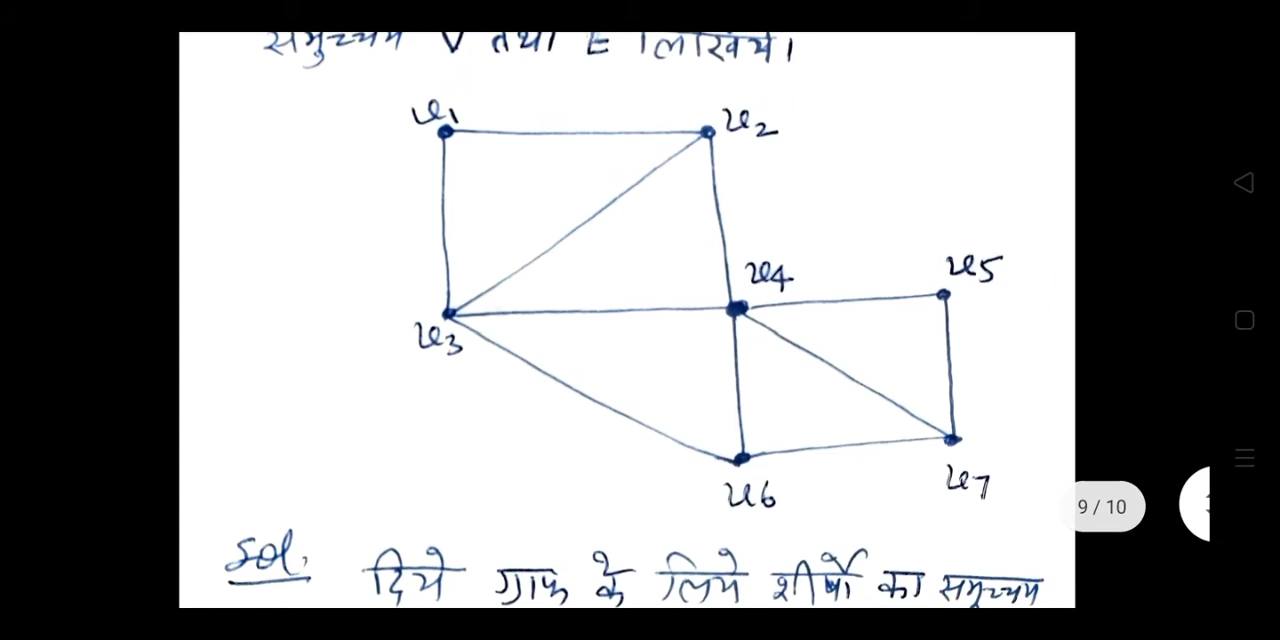 समुच्चय V तथा E लिखिये।
v1
v2
v4
v5
v3
v6
v7
9 / 10
Sol. दिये ग्राफ के लिये शीर्षों का समुच्चय